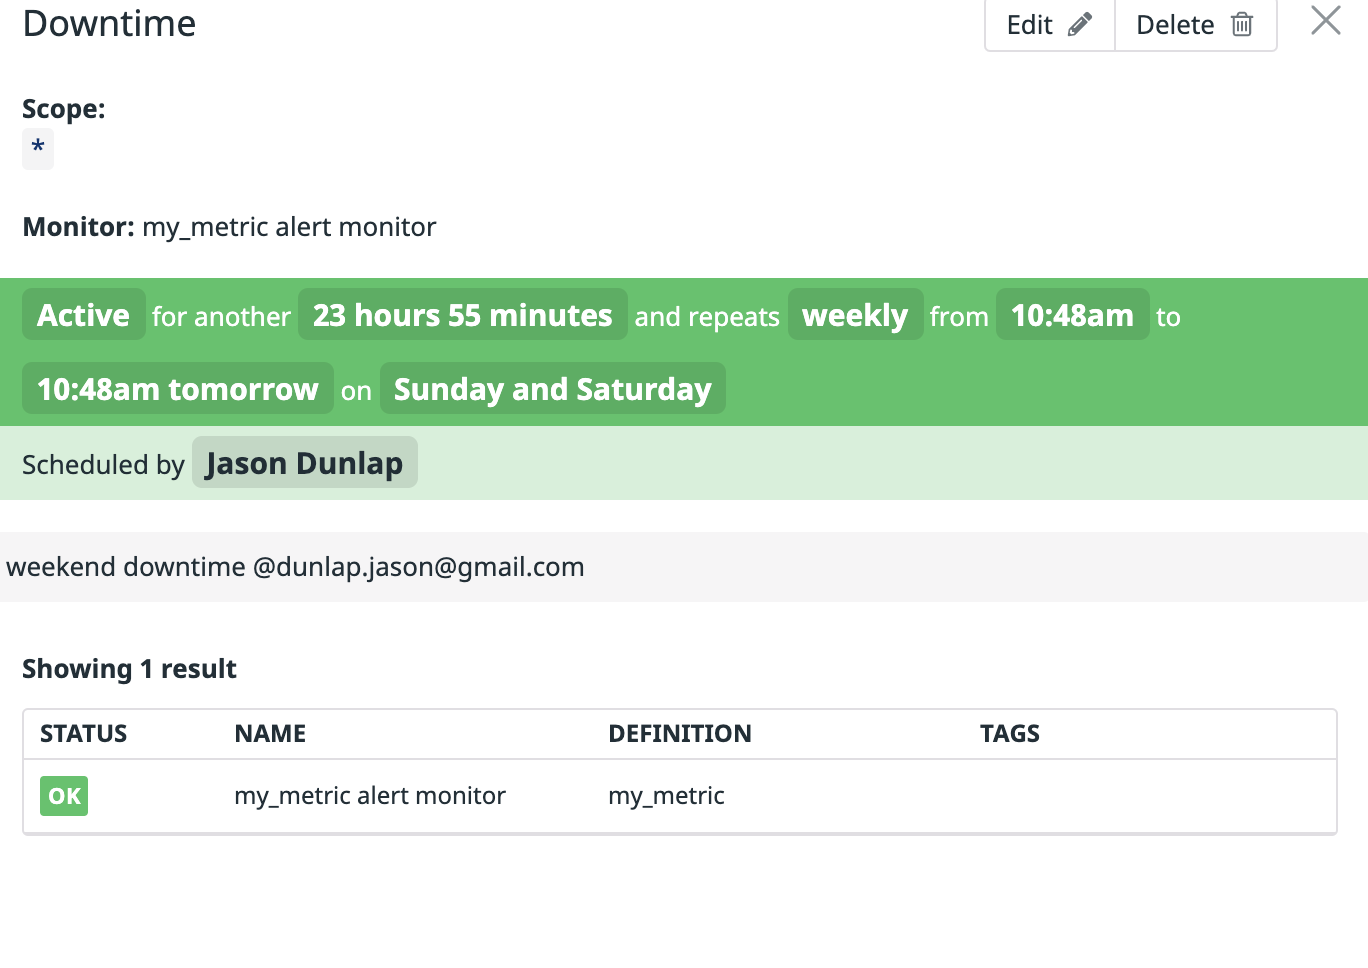 Downtime
Edit
Delete
Scope:
*
Monitor: my_metric alert monitor
Active for another 23 hours 55 minutes and repeats weekly from 10:48am to
10:48am tomorrow on Sunday and Saturday
Scheduled by Jason Dunlap
weekend downtime @dunlap.jason@gmail.com
Showing 1 result
STATUS NAME DEFINITION TAGS
OK my_metric alert monitor my_metric